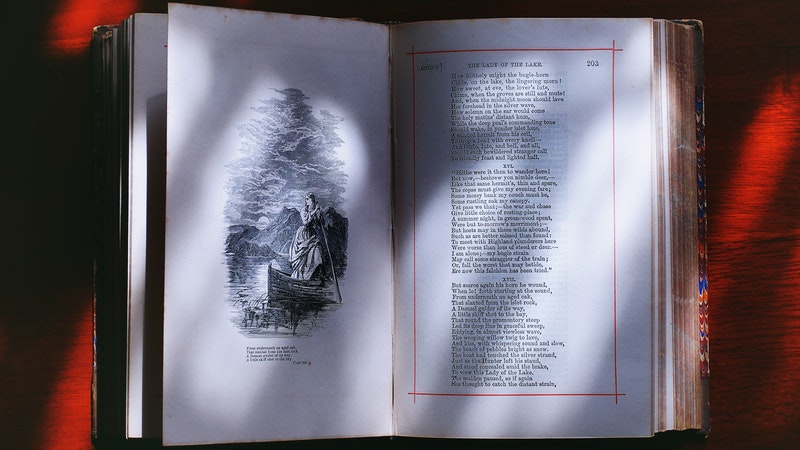 From underneath an aged oak,
That slanted from the islet rock,
A Damsel guider of its way,
A little skiff shot to the bay.
THE LADY OF THE LAKE. 203
How blithely might the bugle-horn
Chide, on the lake, the lingering morn!
How sweet, at eve, the lover's lute,
Chime, when the groves are still and mute!
And, when the midnight moon should lave
Her forehead in the silver wave,
How solemn on the ear would come
The holy matins' distant hum,
While the deep peal's commanding tone
Should wake, in yonder islet lone,
A sainted hermit from his cell,
To drop a bead with every knell—
And bugle, lute, and bell, and all,
Should each bewildered stranger call
To friendly feast and lighted hall.
XVI.
"Blithe were it then to wander here!
But now,—beshrew yon nimble deer,—
Like that same hermit's, thin and spare,
The copse must give my evening fare;
Some mossy bank my couch must be,
Some rustling oak my canopy.
Yet pass we that;—the war and chase
Give little choice of resting-place;
A summer night, in green-wood spent,
Were but to-morrow's merriment;—
But hosts may in these wilds abound,
Such as are better missed than found:
To meet with Highland plunderers here
Were worse than loss of steed or deer.—
I am alone;—my bugle strain
May call some straggler of the train;
Or, fall the worst that may betide,
Ere now this falchion has been tried."
XVII.
But scarce again his horn he wound,
When lo! forth starting at the sound,
From underneath an aged oak,
That slanted from the islet rock,
A Damsel guider of its way,
A little skiff shot to the bay,
That round the promontory steep
Led its deep line in graceful sweep,
Eddying, in almost viewless wave,
The weeping willow twig to lave,
And kiss, with whispering sound and slow,
The beach of pebbles bright as snow.
The boat had touched the silver strand,
Just as the Hunter left his stand,
And stood concealed amid the brake,
To view this Lady of the Lake.
The maiden paused, as if again
She thought to catch the distant strain,